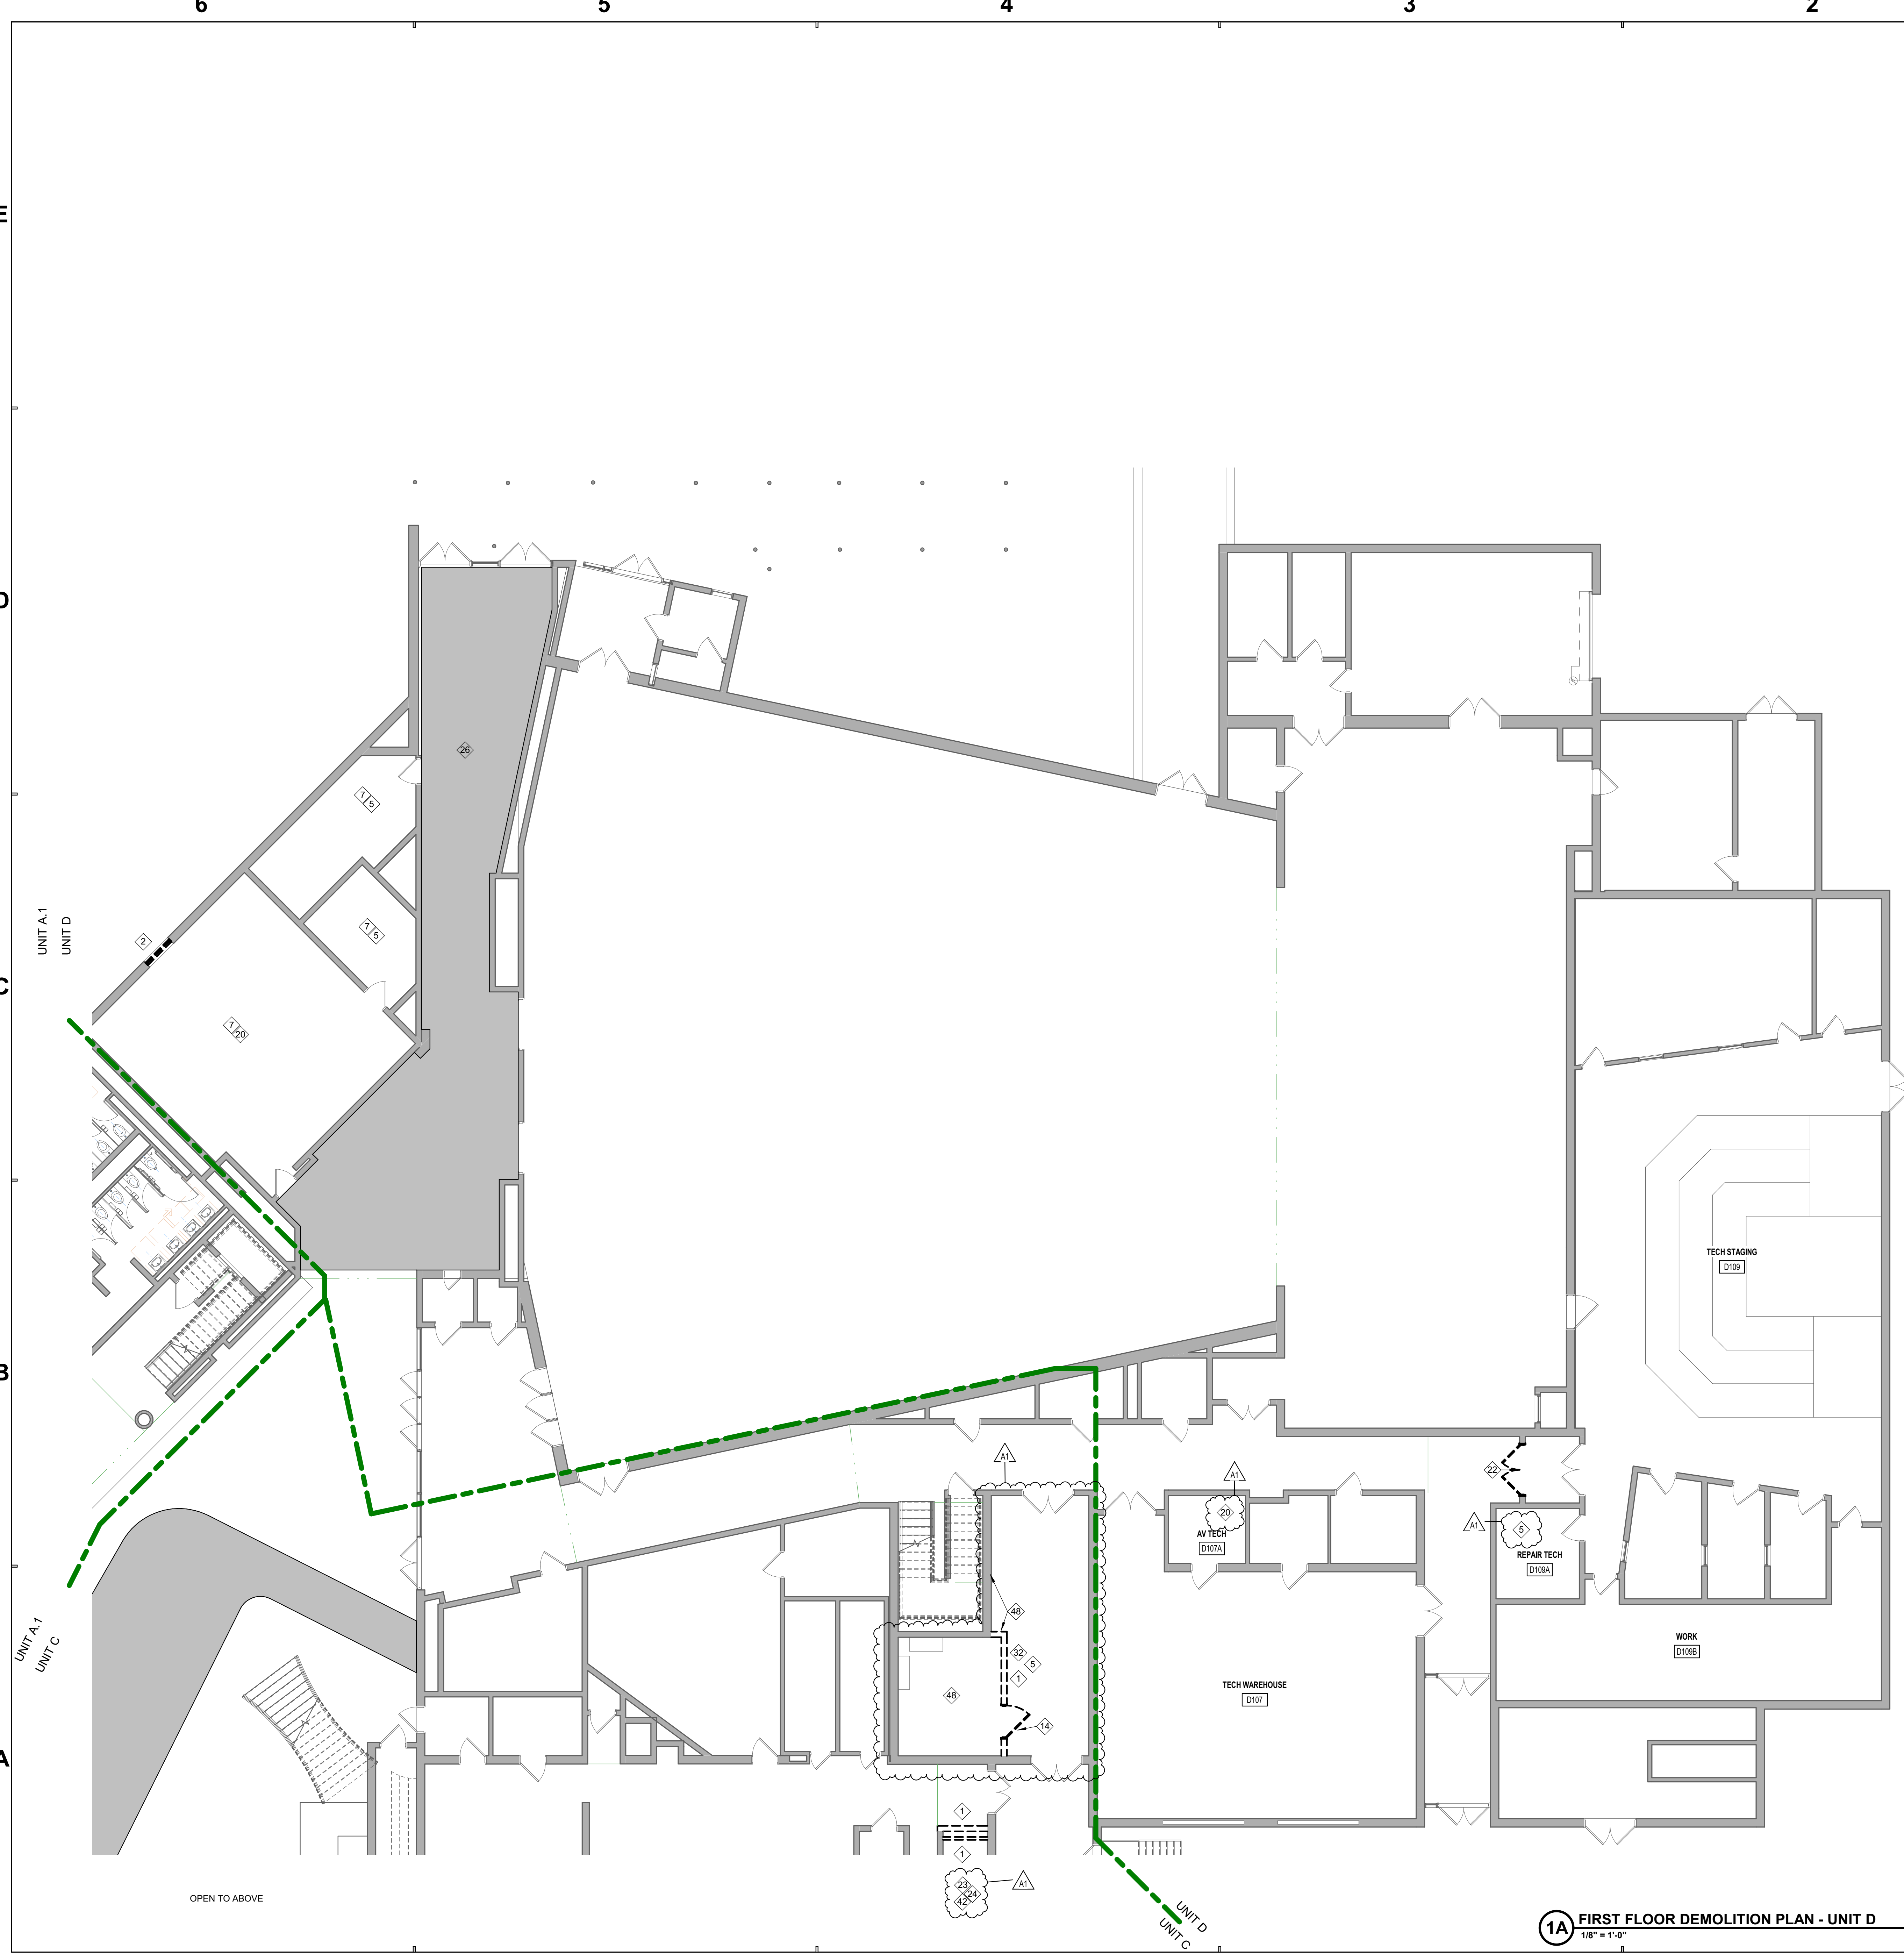 6
5
4
3
2
E
D
C
B
A
26
7
5
7
5
2
7
20
UNIT A.1
UNIT D
TECH STAGING
D109
A1
A1
A1
22
20
5
AV TECH
D107A
REPAIR TECH
D109A
48
32
5
1
48
14
WORK
D109B
TECH WAREHOUSE
D107
UNIT A.1
UNIT C
1
1
23
24
42
A1
OPEN TO ABOVE
UNIT D
UNIT C
1A
FIRST FLOOR DEMOLITION PLAN - UNIT D
1/8" = 1'-0"